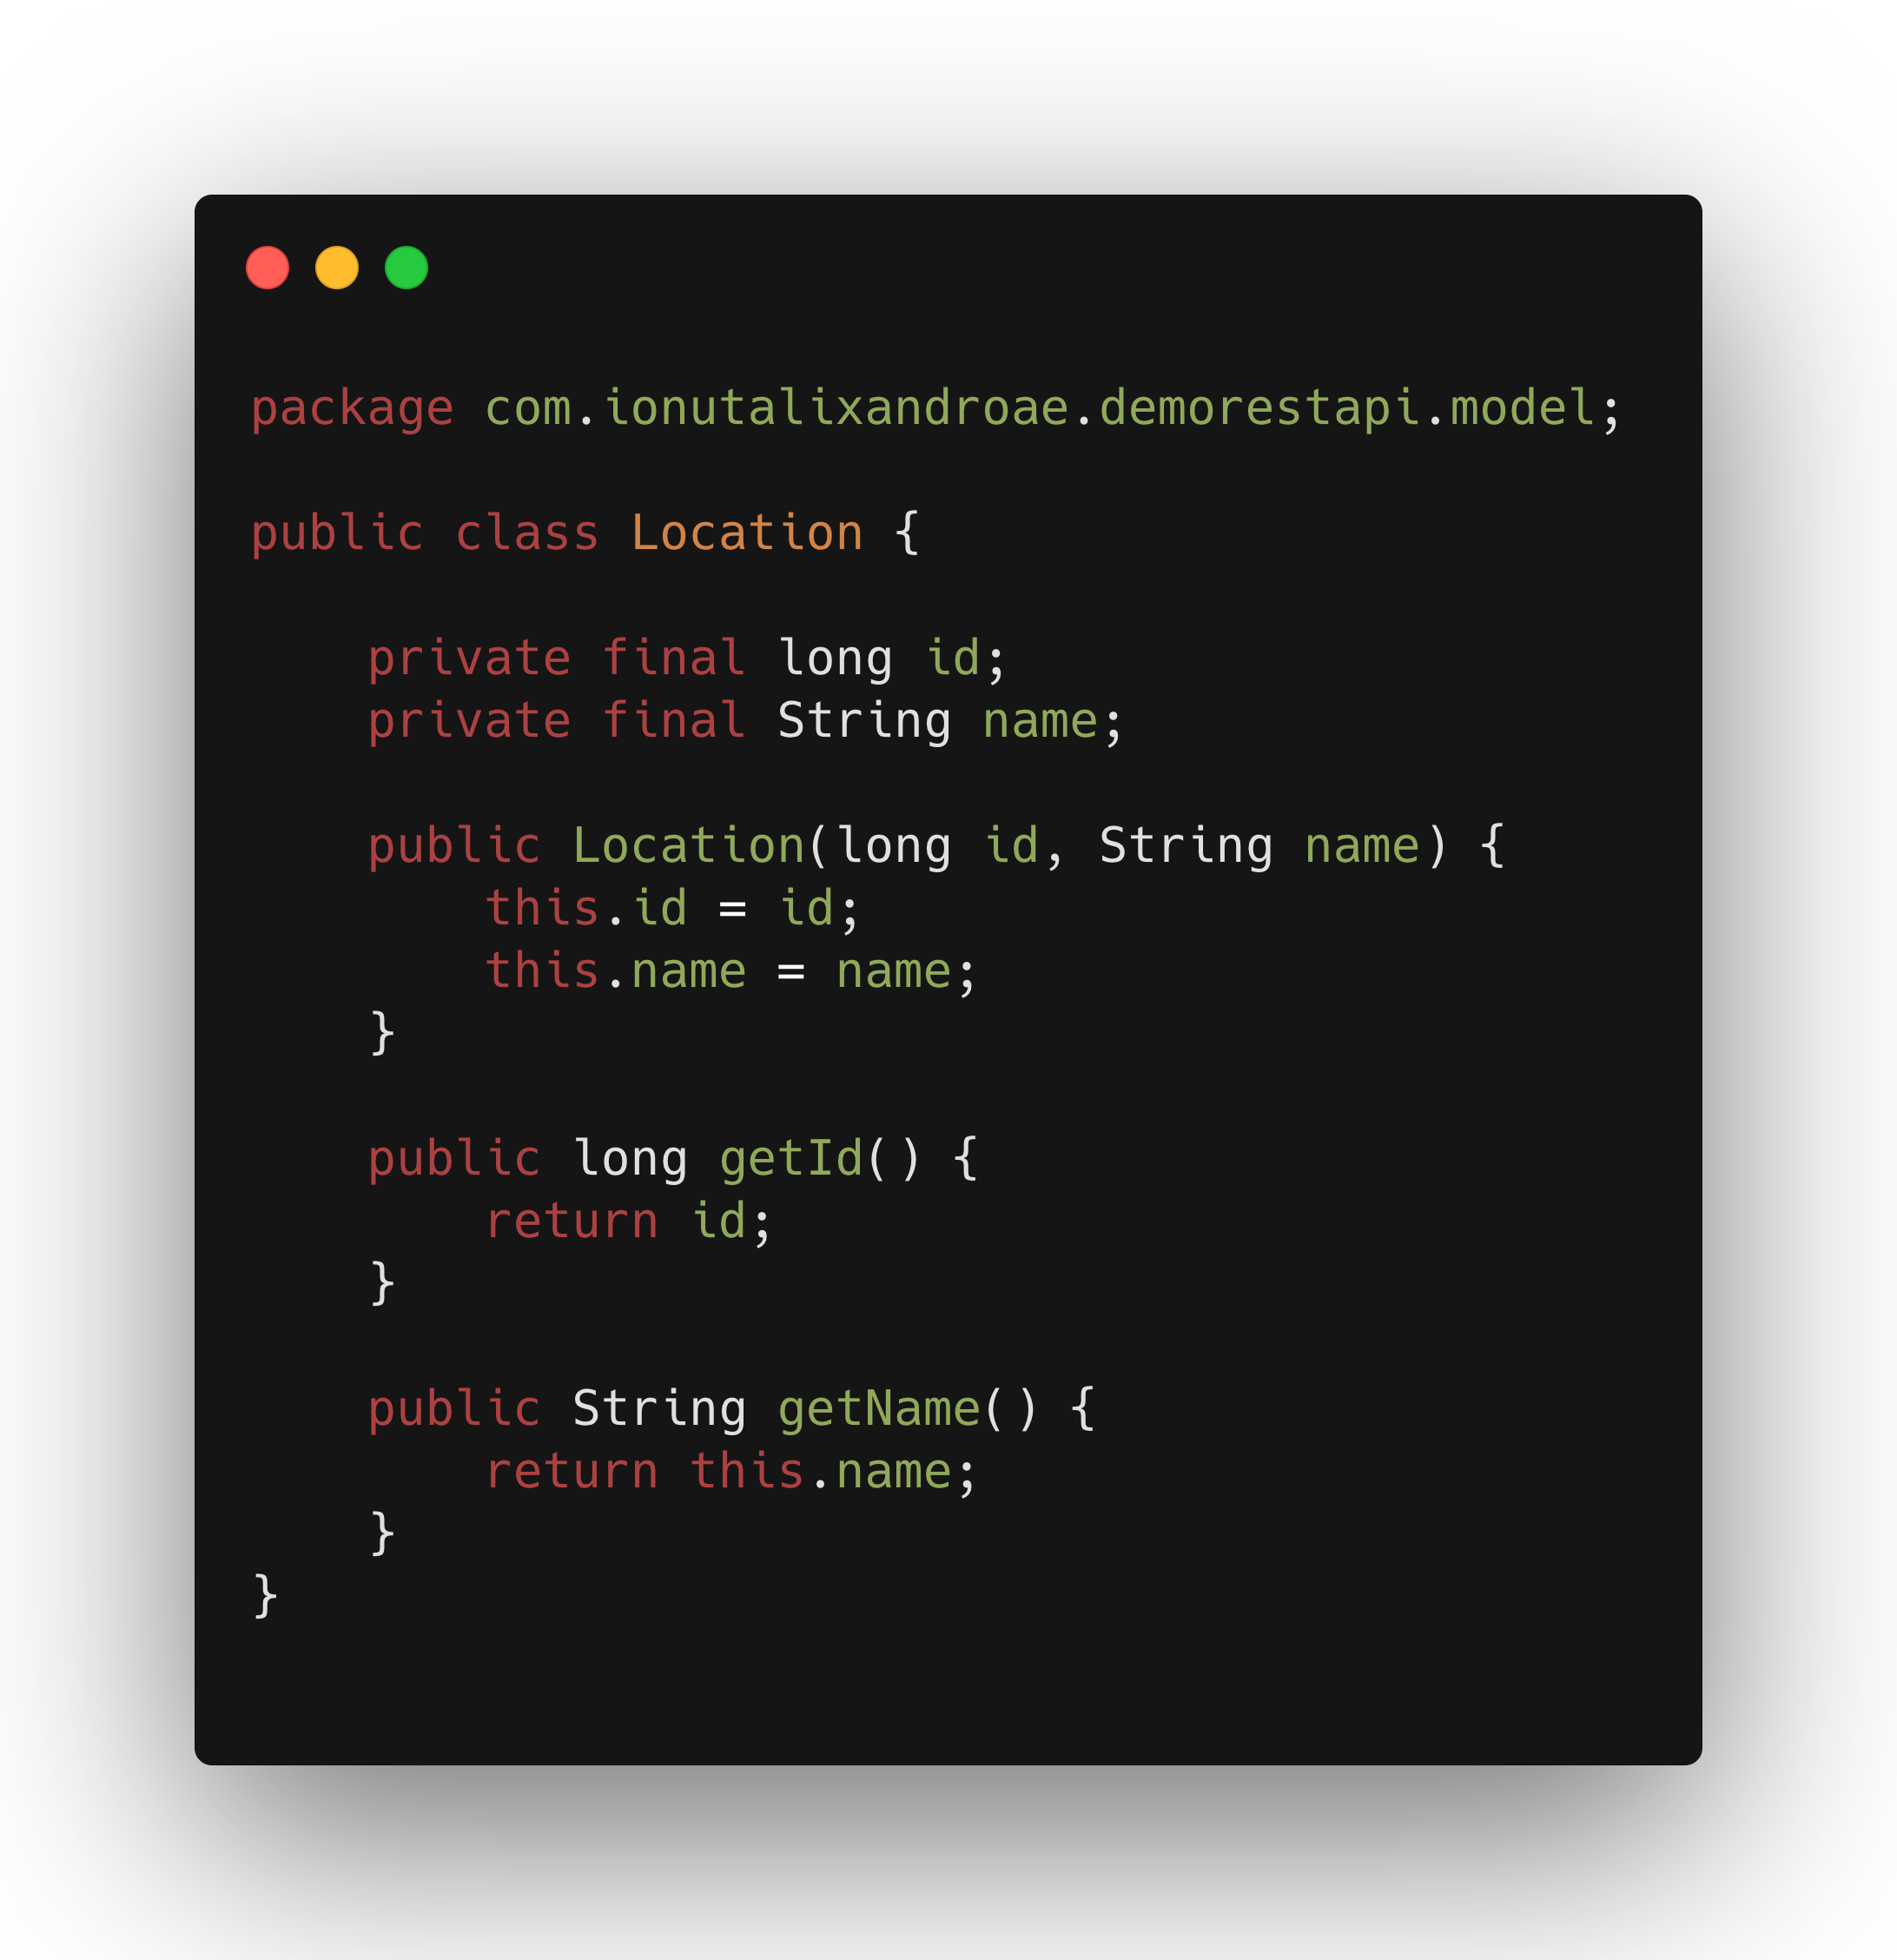 package com.ionutalixandroae.demorestapi.model;

public class Location {

    private final long id;
    private final String name;

    public Location(long id, String name) {
        this.id = id;
        this.name = name;
    }

    public long getId() {
        return id;
    }

    public String getName() {
        return this.name;
    }
}